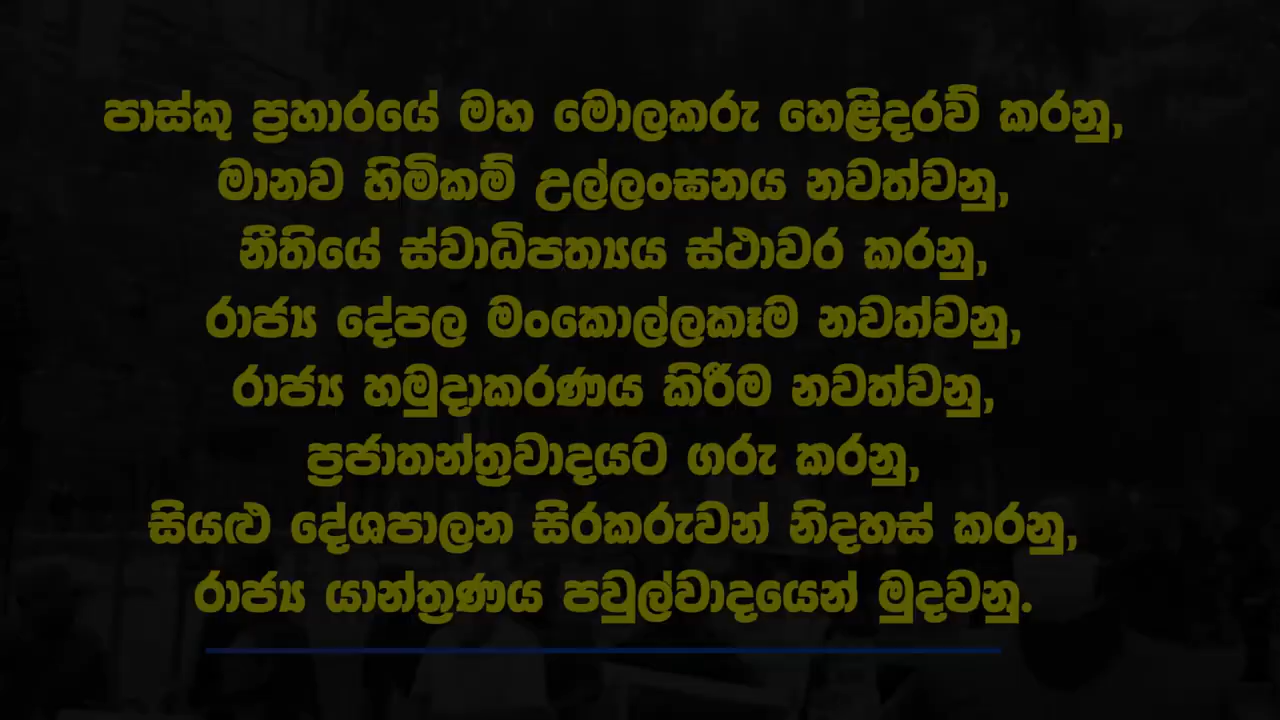 පාස්කු ප්‍රහාරයේ මහ මොලකරු හෙළිදරව් කරනු,
මානව හිමිකම් උල්ලංඝනය නවත්වනු,
නීතියේ ස්වාධිපත්‍යය ස්ථාවර කරනු,
රාජ්‍ය දේපල මංකොල්ලකෑම නවත්වනු,
රාජ්‍ය හමුදාකරණය කිරීම නවත්වනු,
ප්‍රජාතන්ත්‍රවාදයට ගරු කරනු,
සියළු දේශපාලන සිරකරුවන් නිදහස් කරනු,
රාජ්‍ය යාන්ත්‍රණය පවුල්වාදයෙන් මුදවනු.